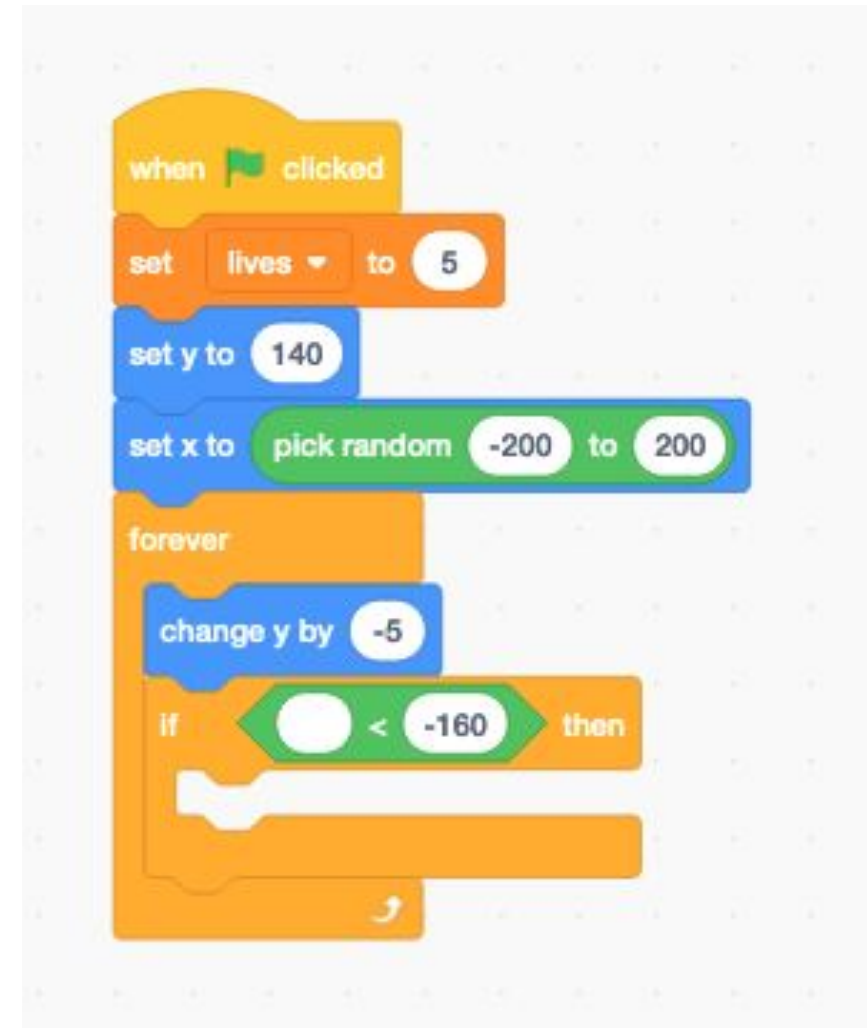 when clicked
set lives to 5
set y to 140
set x to pick random -200 to 200
forever
change y by -5
if < -160 then